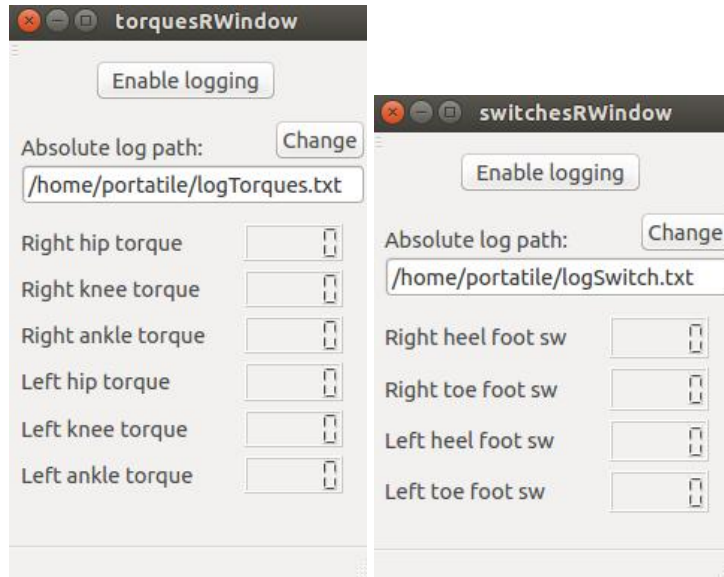 torquesRWindow
Enable logging
Absolute log path:
Change
/home/portatile/logTorques.txt
Right hip torque 0
Right knee torque 0
Right ankle torque 0
Left hip torque 0
Left knee torque 0
Left ankle torque 0
switchesRWindow
Enable logging
Absolute log path:
Change
/home/portatile/logSwitch.txt
Right heel foot sw 0
Right toe foot sw 0
Left heel foot sw 0
Left toe foot sw 0